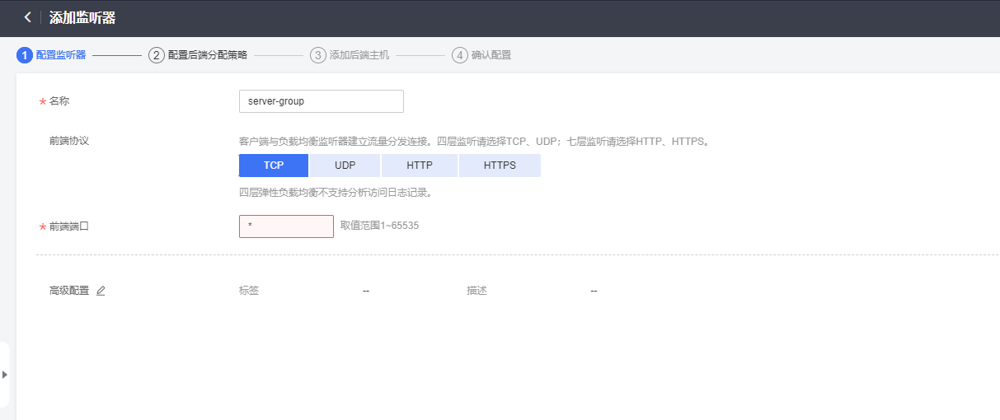 添加监听器
1 配置监听器 2 配置后端分配策略 3 添加后端主机 4 确认配置
* 名称 server-group
前端协议 客户端与负载均衡监听器建立流量分发连接。四层监听请选择TCP、UDP；七层监听请选择HTTP、HTTPS。
TCP UDP HTTP HTTPS
四层弹性负载均衡不支持分析访问日志记录。
* 前端端口 * 取值范围1~65535
高级配置 标签 -- 描述 --